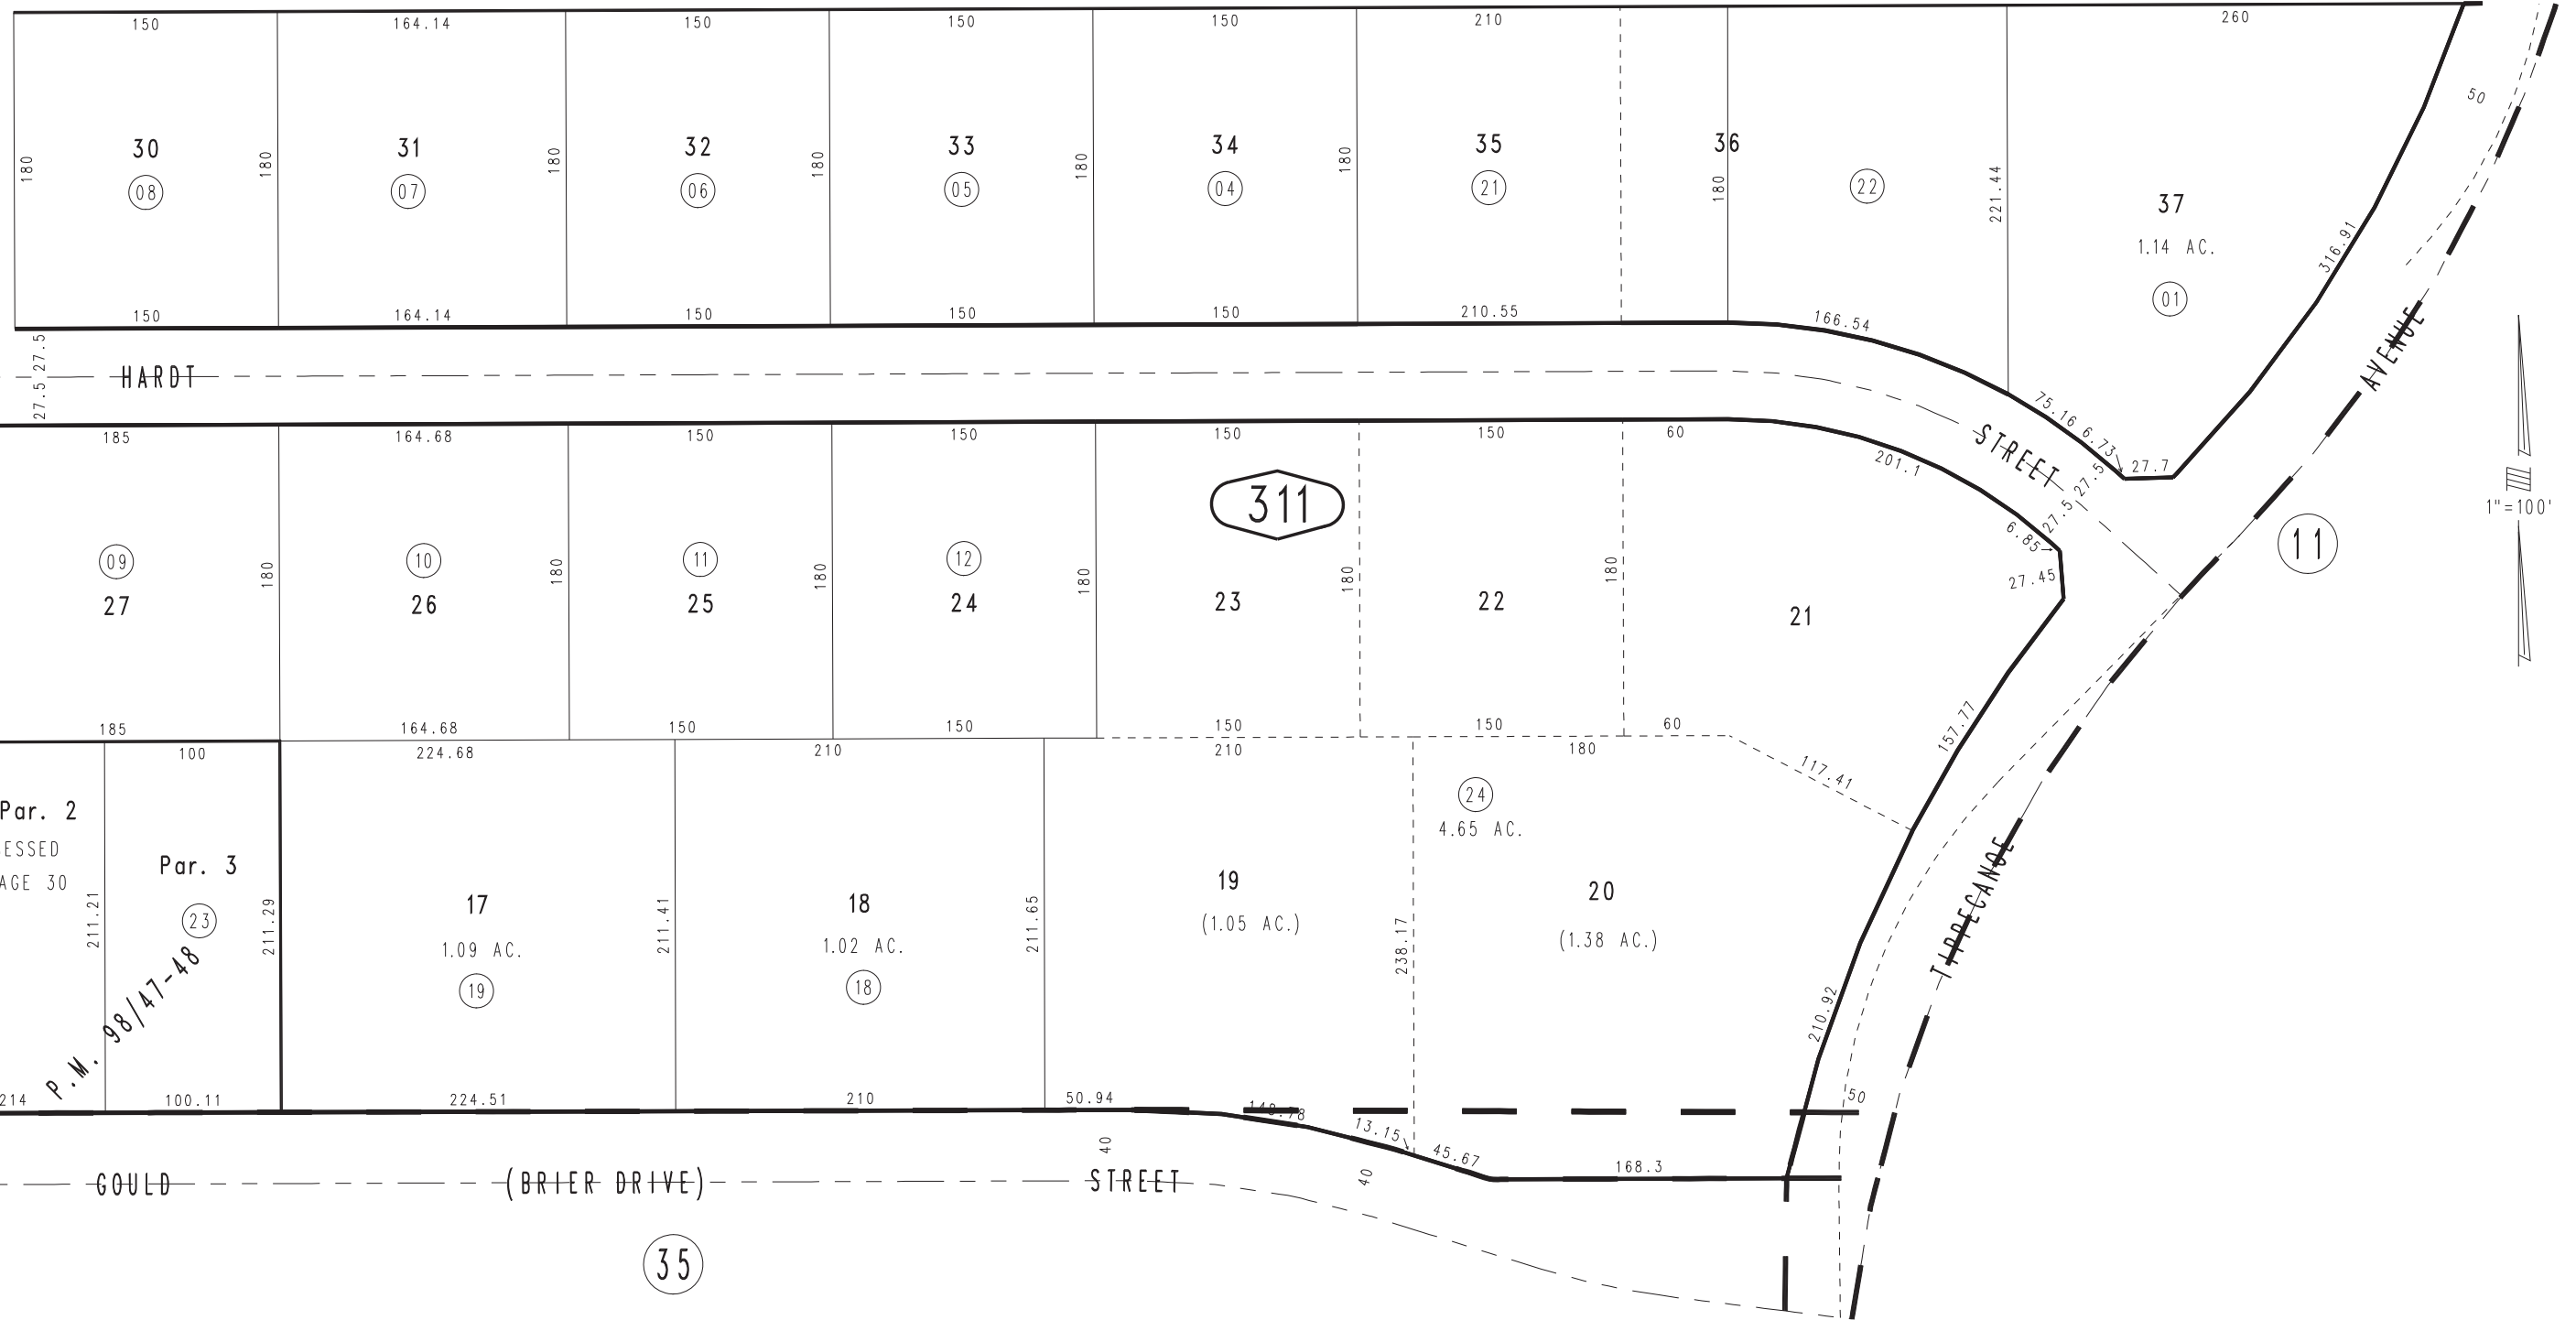 150 164.14 150 150 150 210 260
50
30 31 32 33 34 35 36
180 180 180 180 180 180 180 221.44
08 07 06 05 04 21 22
37
1.14 AC.
01
316.91
150 164.14 150 150 150 210.55 166.54
27.5 27.5
HARDT STREET
75.16 6.73 27.7
27.5 27.5
AVENUE
1"=100'
11
185 164.68 150 150 150 150 60 201.1
311
6.85
27.45
09 10 11 12
180 180 180 180 180 180
27 26 25 24 23 22 21
157.77
185 164.68 150 150 150 150 60
100 224.68 210 210 180
117.41
Par. 2
ESSED
AGE 30
Par. 3
23
24
4.65 AC.
211.21 211.29 211.41 211.65 238.17
17
1.09 AC.
19
18
1.02 AC.
18
19
(1.05 AC.)
20
(1.38 AC.)
TIPPECANOE
210.92
P.M. 98/47-48
214 100.11 224.51 210 50.94 148.78 50
13.15 45.67 168.3
40 40
GOULD (BRIER DRIVE) STREET
35